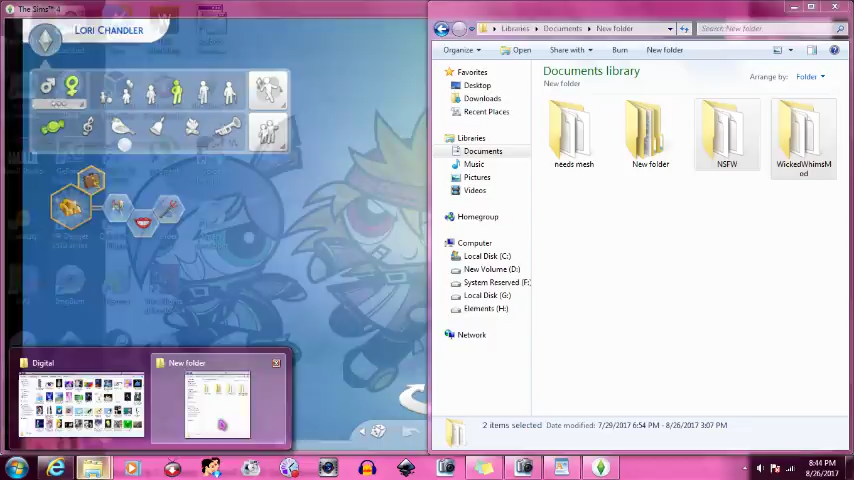 The Sims™ 4
LORI CHANDLER
Libraries
Documents
New folder
Search New folder
Organize
Open
Share with
Burn
New folder
Favorites
Desktop
Downloads
Recent Places
Libraries
Documents
Music
Pictures
Videos
Homegroup
Computer
Local Disk (C:)
New Volume (D:)
System Reserved (F:
Local Disk (G:)
Elements (H:)
Network
Documents library
New folder
Arrange by:
Folder
needs mesh
New folder
NSFW
WickedWhimsM
od
2 items selected
Date modified: 7/29/2017 6:54 PM - 8/26/2017 3:07 PM
Digital
New folder
8:44 PM
8/26/2017